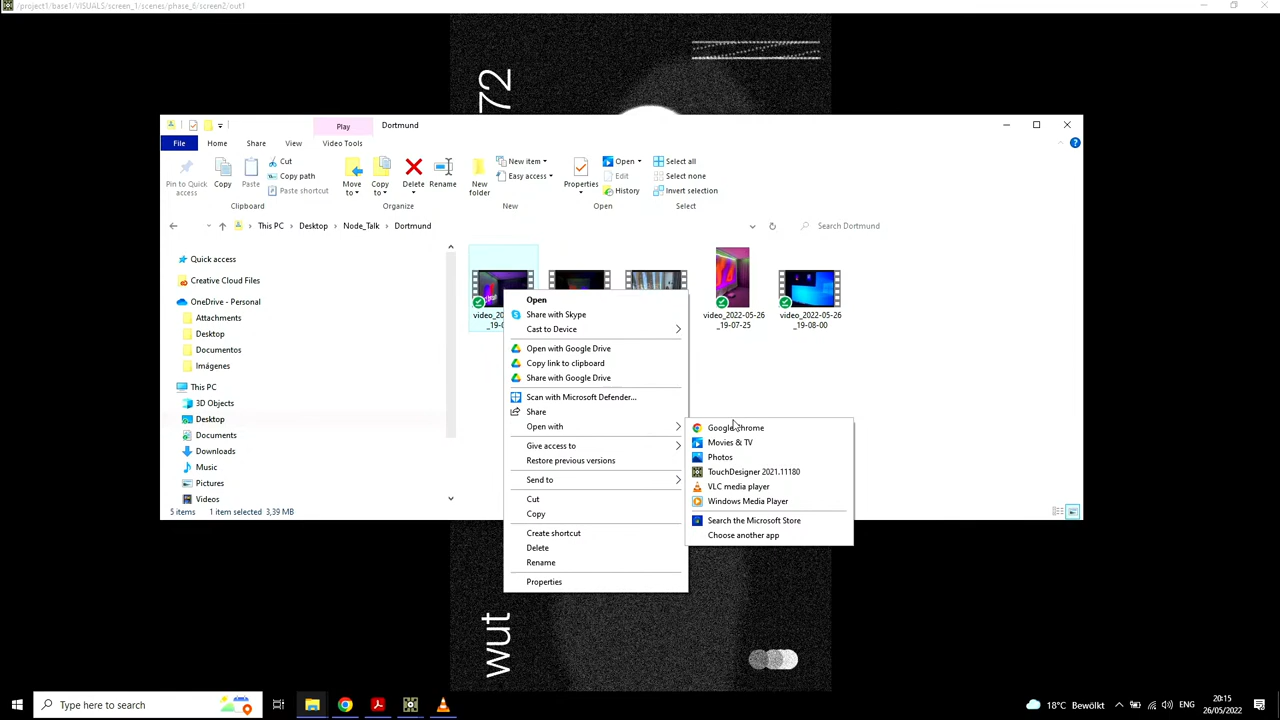 /project1/base1/VISUALS/screen_1/scenes/phase_6/screen2/out1
72
Play
Dortmund
File
Home
Share
View
Video Tools
Pin to Quick
access
Copy
Paste
Cut
Copy path
Paste shortcut
Clipboard
Move
to
Copy
to
Delete
Rename
Organize
New
folder
New item
Easy access
New
Properties
Open
Edit
History
Open
Select all
Select none
Invert selection
Select
This PC
Desktop
Node_Talk
Dortmund
Search Dortmund
Quick access
Creative Cloud Files
OneDrive - Personal
Attachments
Desktop
Documentos
Imágenes
This PC
3D Objects
Desktop
Documents
Downloads
Music
Pictures
Videos
video_2022-05-26
_19-07-25
video_2022-05-26
_19-08-00
Open
Share with Skype
Cast to Device
Open with Google Drive
Copy link to clipboard
Share with Google Drive
Scan with Microsoft Defender...
Share
Open with
Give access to
Restore previous versions
Send to
Cut
Copy
Create shortcut
Delete
Rename
Properties
Google Chrome
Movies & TV
Photos
TouchDesigner 2021.11180
VLC media player
Windows Media Player
Search the Microsoft Store
Choose another app
5 items
1 item selected 3,39 MB
wut
Type here to search
18°C Bewölkt
ENG
20:15
26/05/2022